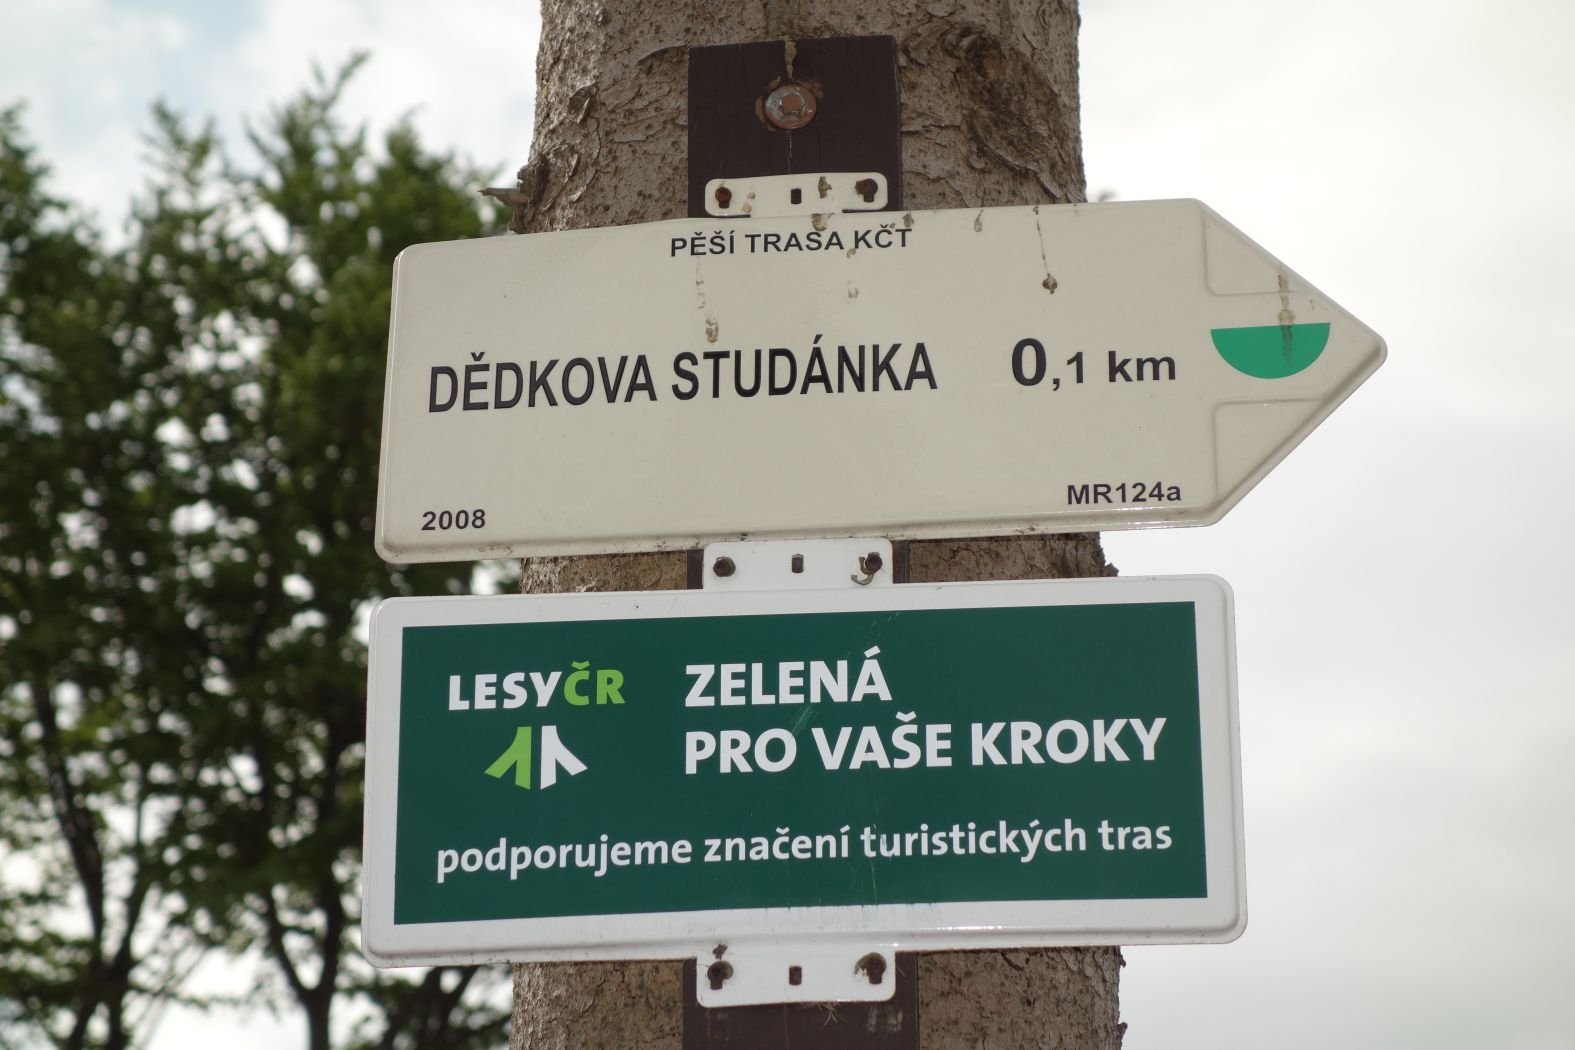 PĚŠÍ TRASA KČT
DĚDKOVA STUDÁNKA 0,1 km
2008 MR124a
LESYČR
ZELENÁ
PRO VAŠE KROKY
podporujeme značení turistických tras